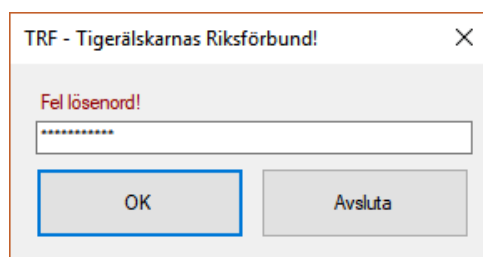 TRF - Tigerälskarnas Riksförbund!
Fel lösenord!
***********
OK Avsluta